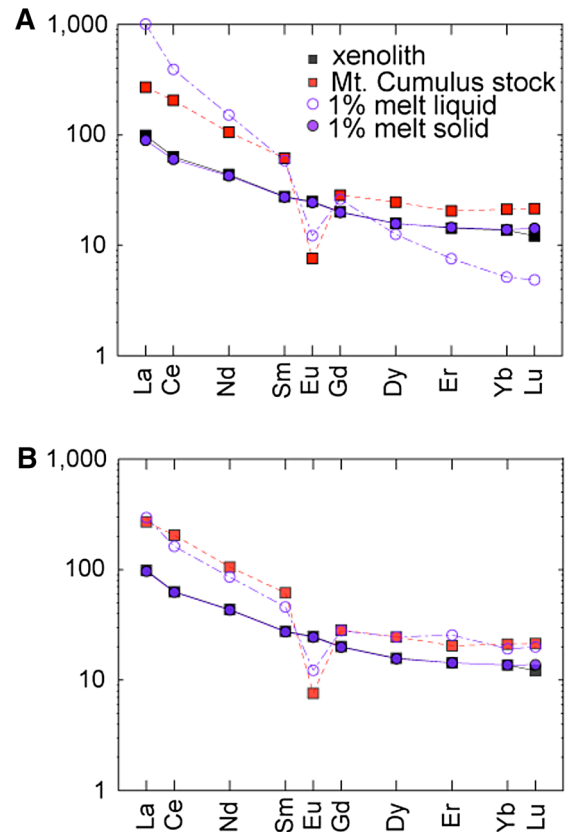 A
1,000
xenolith
Mt. Cumulus stock
1% melt liquid
1% melt solid
100
10
1
La Ce Nd Sm Eu Gd Dy Er Yb Lu
B
1,000
100
10
1
La Ce Nd Sm Eu Gd Dy Er Yb Lu